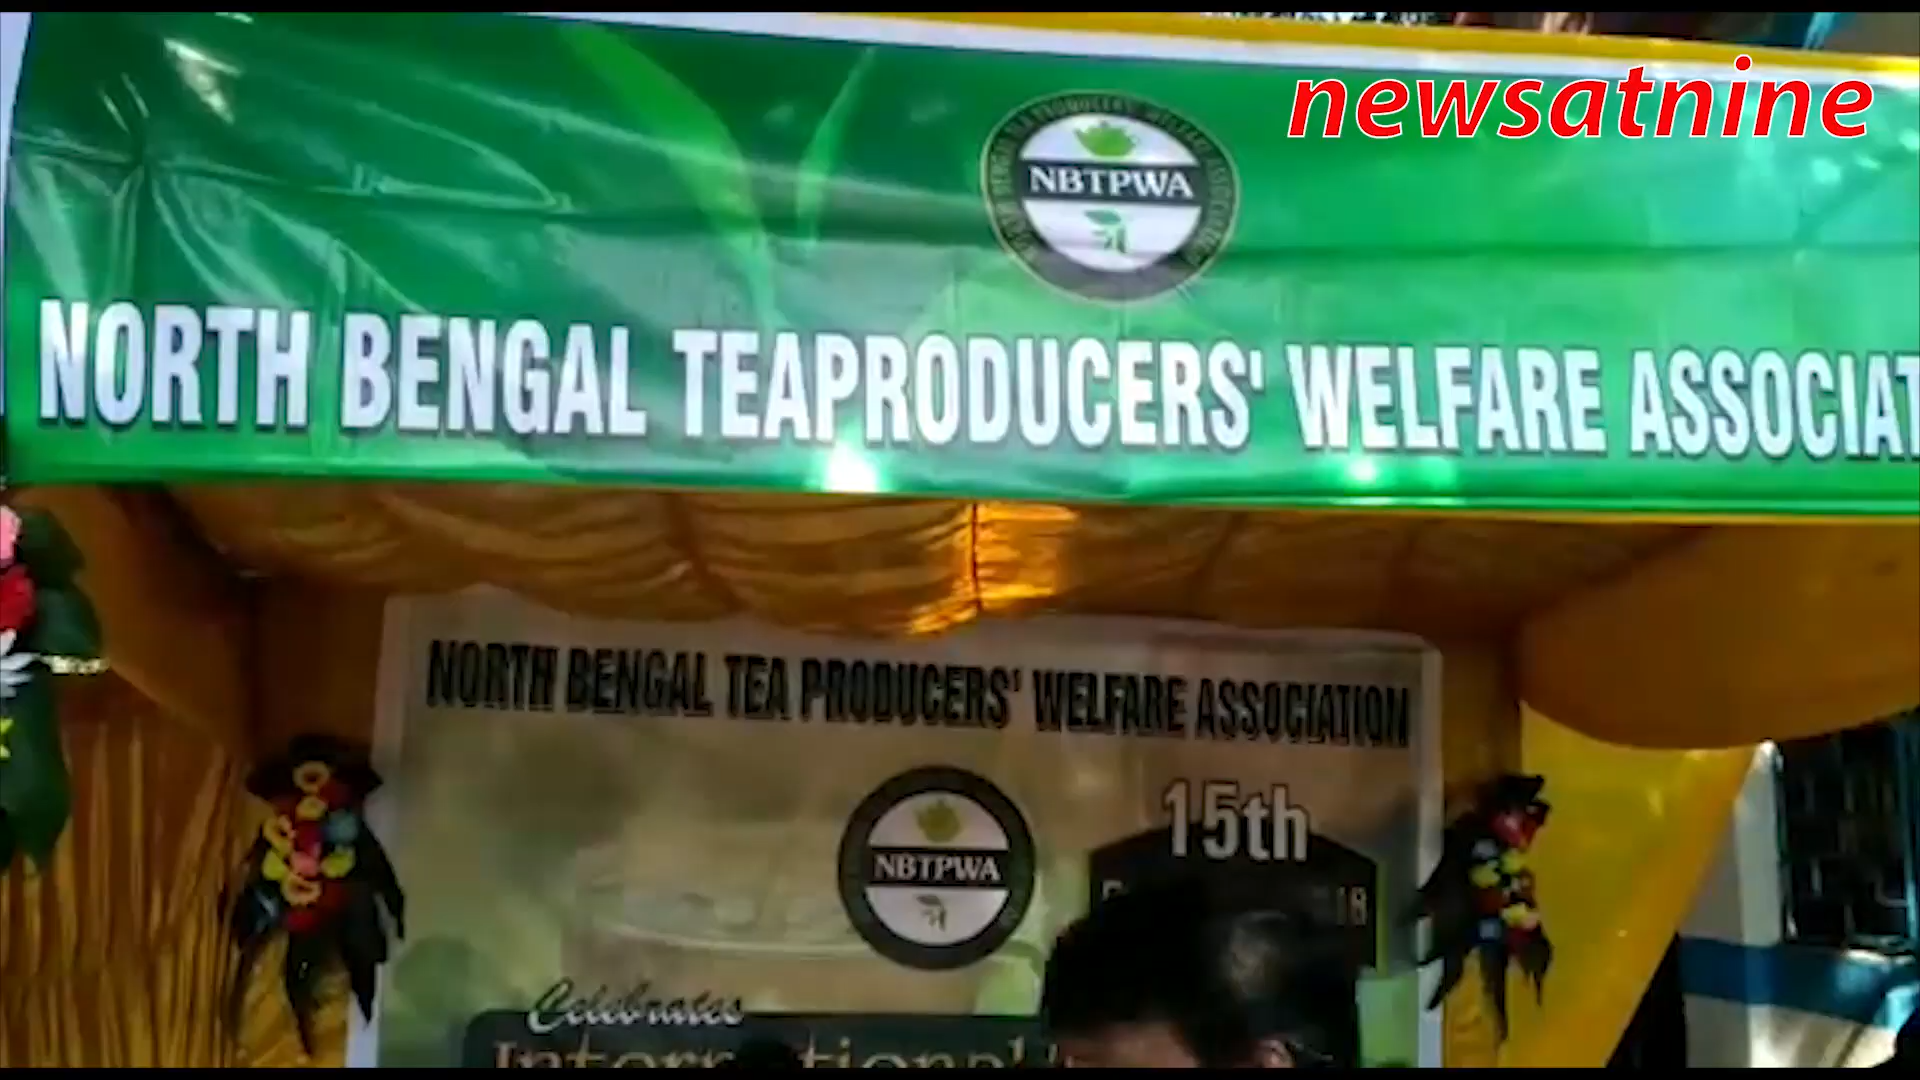 newsatnine
NBTPWA
NORTH BENGAL TEAPRODUCERS' WELFARE ASSOCIAT
NORTH BENGAL TEA PRODUCERS' WELFARE ASSOCIATION
15th
NBTPWA
Celebrates